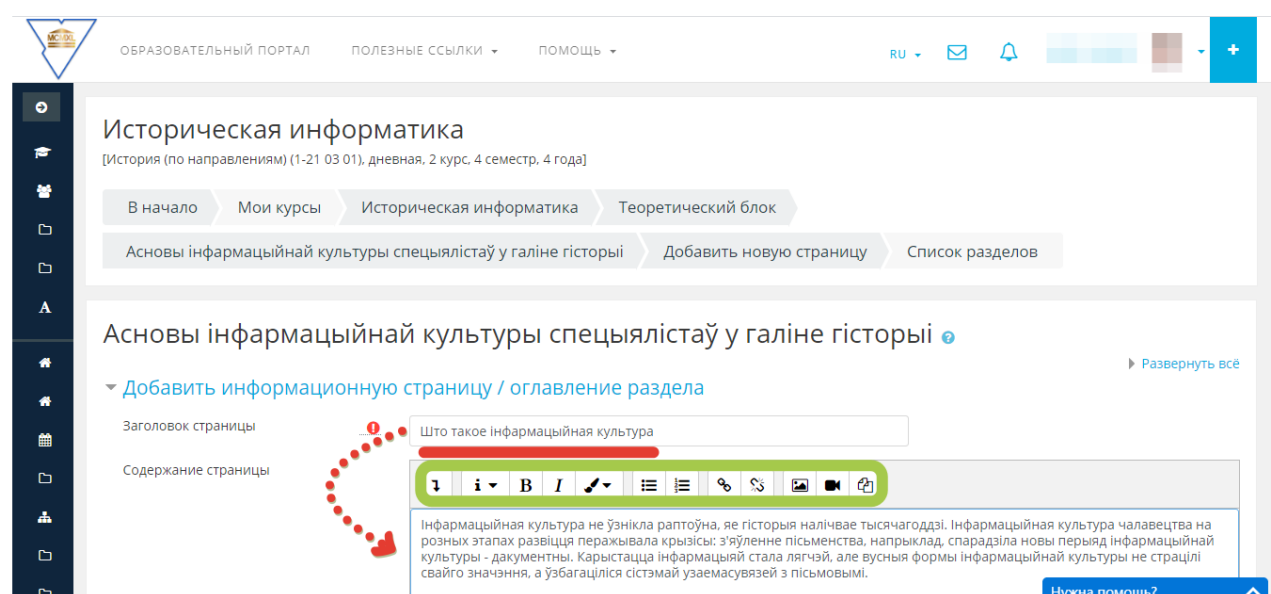 MCMXL
ОБРАЗОВАТЕЛЬНЫЙ ПОРТАЛ ПОЛЕЗНЫЕ ССЫЛКИ ПОМОЩЬ RU
Историческая информатика
[История (по направлениям) (1-21 03 01), дневная, 2 курс, 4 семестр, 4 года]
В начало Мои курсы Историческая информатика Теоретический блок
Асновы інфармацыйнай культуры спецыялістаў у галіне гісторыі Добавить новую страницу Список разделов
A
Асновы інфармацыйнай культуры спецыялістаў у галіне гісторыі
Развернуть всё
Добавить информационную страницу / оглавление раздела
Заголовок страницы Што такое інфармацыйная культура
Содержание страницы
i B I
Інфармацыйная культура не ўзнікла раптоўна, яе гісторыя налічвае тысячагоддзі. Інфармацыйная культура чалавецтва на
розных этапах развіцця перажывала крызісы: з'яўленне пісьменства, напрыклад, спарадзіла новы перыяд інфармацыйнай
культуры - дакументны. Карыстацца інфармацыяй стала лягчэй, але вусныя формы інфармацыйнай культуры не страцілі
свайго значэння, а ўзбагаціліся сістэмай узаемасувязей з пісьмовымі.
Нужна помощь?